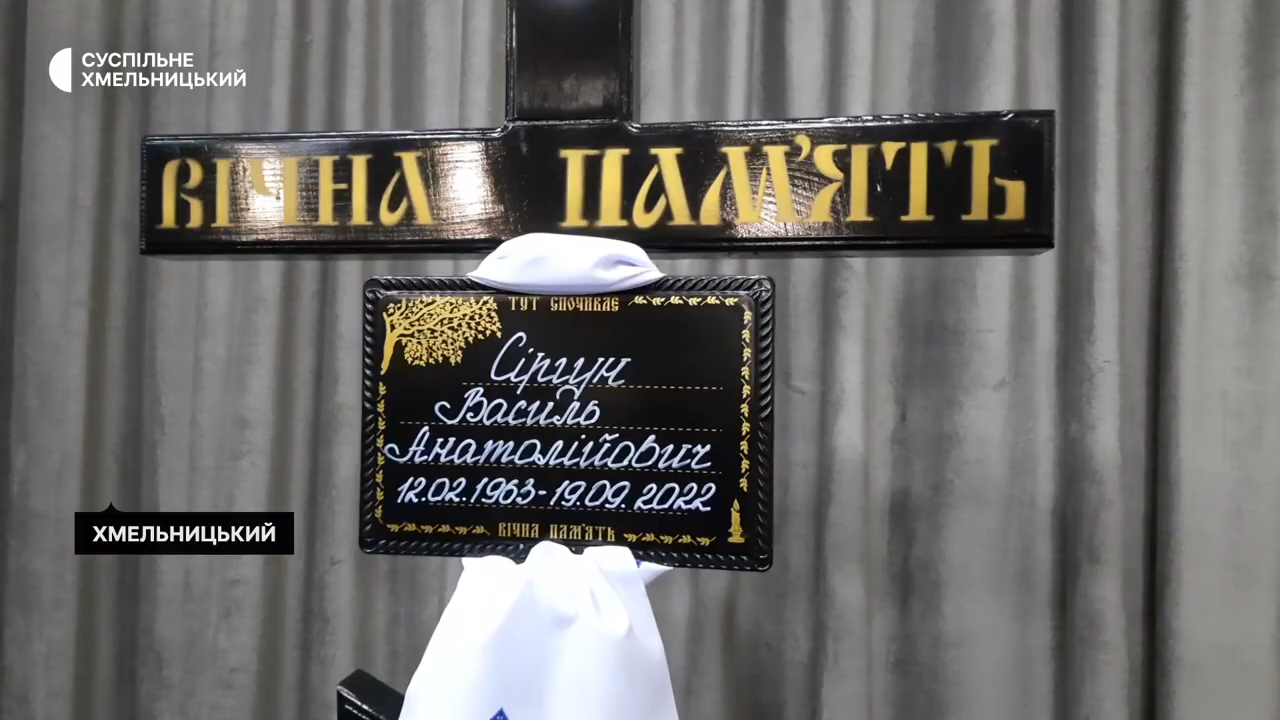 СУСПІЛЬНЕ
ХМЕЛЬНИЦЬКИЙ
ВІЧНА ПАМ'ЯТЬ
ТУТ СПОЧИВАЄ
Сіргун
Василь
Анатолійович
12.02.1963-19.09.2022
ВІЧНА ПАМ'ЯТЬ
ХМЕЛЬНИЦЬКИЙ